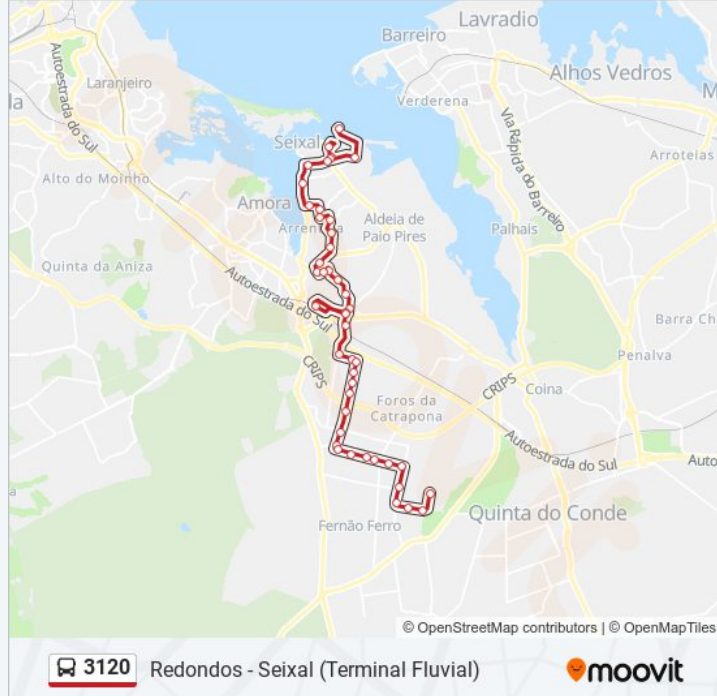 Lavradio
Barreiro
Alhos Vedros
Autoestrada do Sul
Laranjeiro
Verderena
Via Rápida do Barreiro
Seixal
Arroteias
Alto do Moinho
Amora
Aldeia de
Paio Pires
Palhais
Quinta da Aniza
Autoestrada do Sul
Barra Ch
Penalva
CRIPS
CRIPS
Coina
Foros da
Catrapona
Autoestrada do Sul
Auto
Quinta do Conde
Fernão Ferro
© OpenStreetMap contributors | © OpenMapTiles
3120 Redondos - Seixal (Terminal Fluvial) moovit